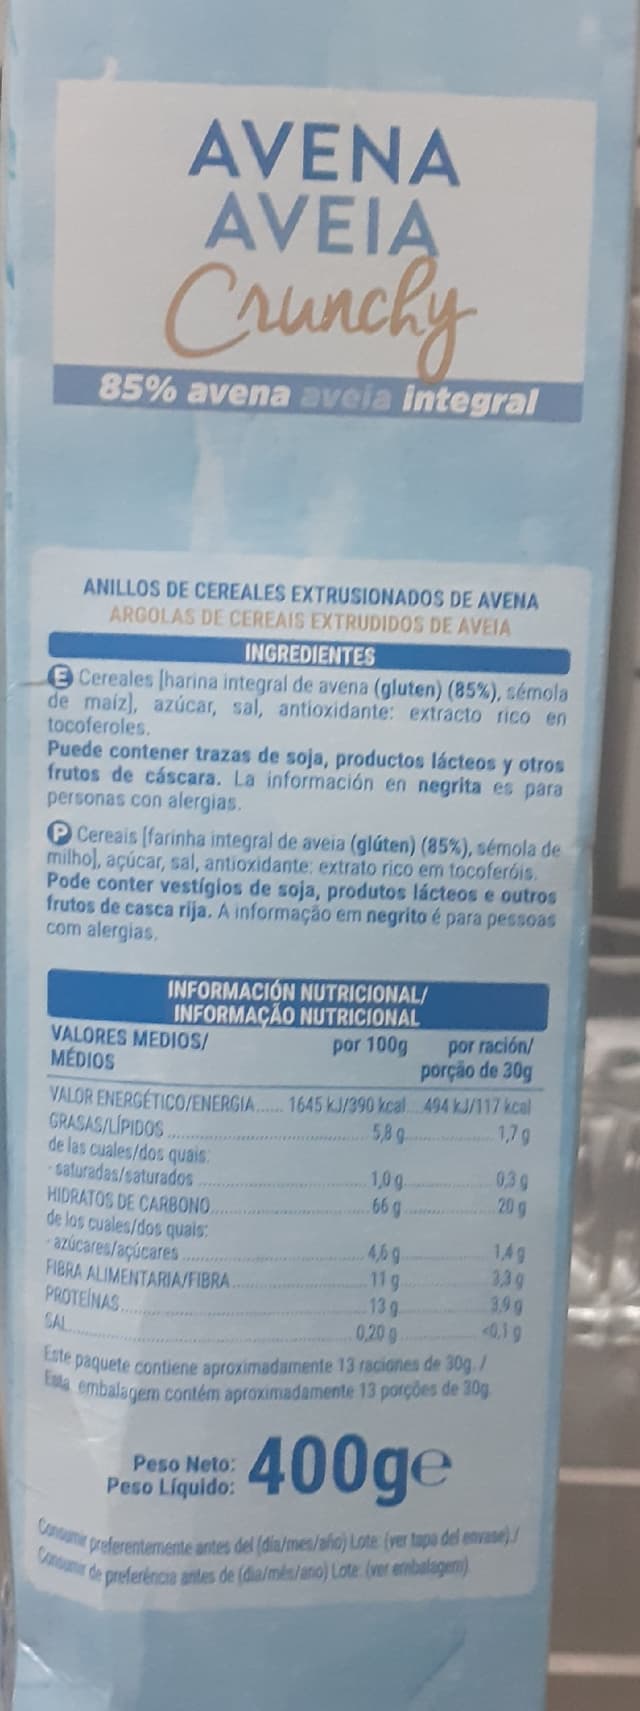 AVENA
AVEIA
Crunchy
85% avena aveia integral
ANILLOS DE CEREALES EXTRUSIONADOS DE AVENA
ARGOLAS DE CEREAIS EXTRUDIDOS DE AVEIA
INGREDIENTES
E Cereales [harina integral de avena (gluten) (85%), sémola
de maíz], azúcar, sal, antioxidante: extracto rico en
tocoferoles.
Puede contener trazas de soja, productos lácteos y otros
frutos de cáscara. La información en negrita es para
personas con alergias.
P Cereais [farinha integral de aveia (glúten) (85%), sémola de
milho], açúcar, sal, antioxidante: extrato rico em tocoferóis.
Pode conter vestígios de soja, produtos lácteos e outros
frutos de casca rija. A informação em negrito é para pessoas
com alergias.
INFORMACIÓN NUTRICIONAL/
INFORMAÇÃO NUTRICIONAL
VALORES MEDIOS/ por 100g por ración/
MÉDIOS porção de 30g
VALOR ENERGÉTICO/ENERGIA...... 1645 kJ/390 kcal....494 kJ/117 kcal
GRASAS/LÍPIDOS 5,8 g 1,7 g
de las cuales/dos quais:
- saturadas/saturados 1,0 g 0,3 g
HIDRATOS DE CARBONO 66 g 20 g
de los cuales/dos quais:
- azúcares/açúcares 4,6 g 1,4 g
FIBRA ALIMENTARIA/FIBRA 11 g 3,3 g
PROTEÍNAS 13 g 3,9 g
SAL 0,20 g <0,1 g
Este paquete contiene aproximadamente 13 raciones de 30g. /
Esta embalagem contém aproximadamente 13 porções de 30g.
Peso Neto: 400g℮
Peso Líquido:
Consumir preferentemente antes del (día/mes/año) Lote: (ver tapa del envase)./
Consumir de preferência antes de (dia/mês/ano) Lote: (ver embalagem)